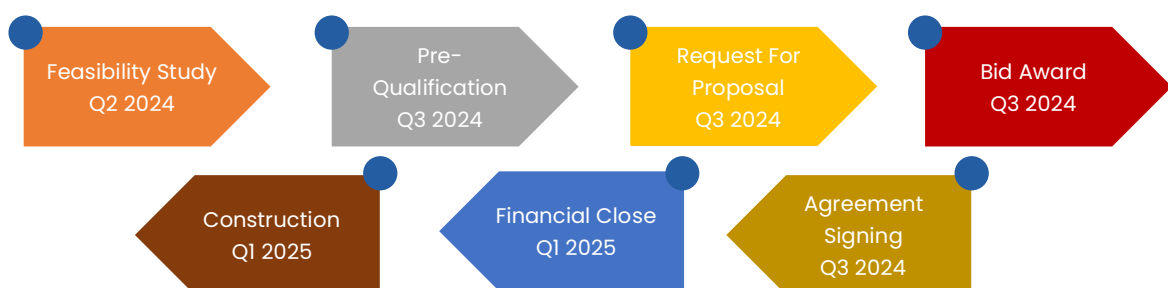 Feasibility Study
Q2 2024
Pre-
Qualification
Q3 2024
Request For
Proposal
Q3 2024
Bid Award
Q3 2024
Construction
Q1 2025
Financial Close
Q1 2025
Agreement
Signing
Q3 2024